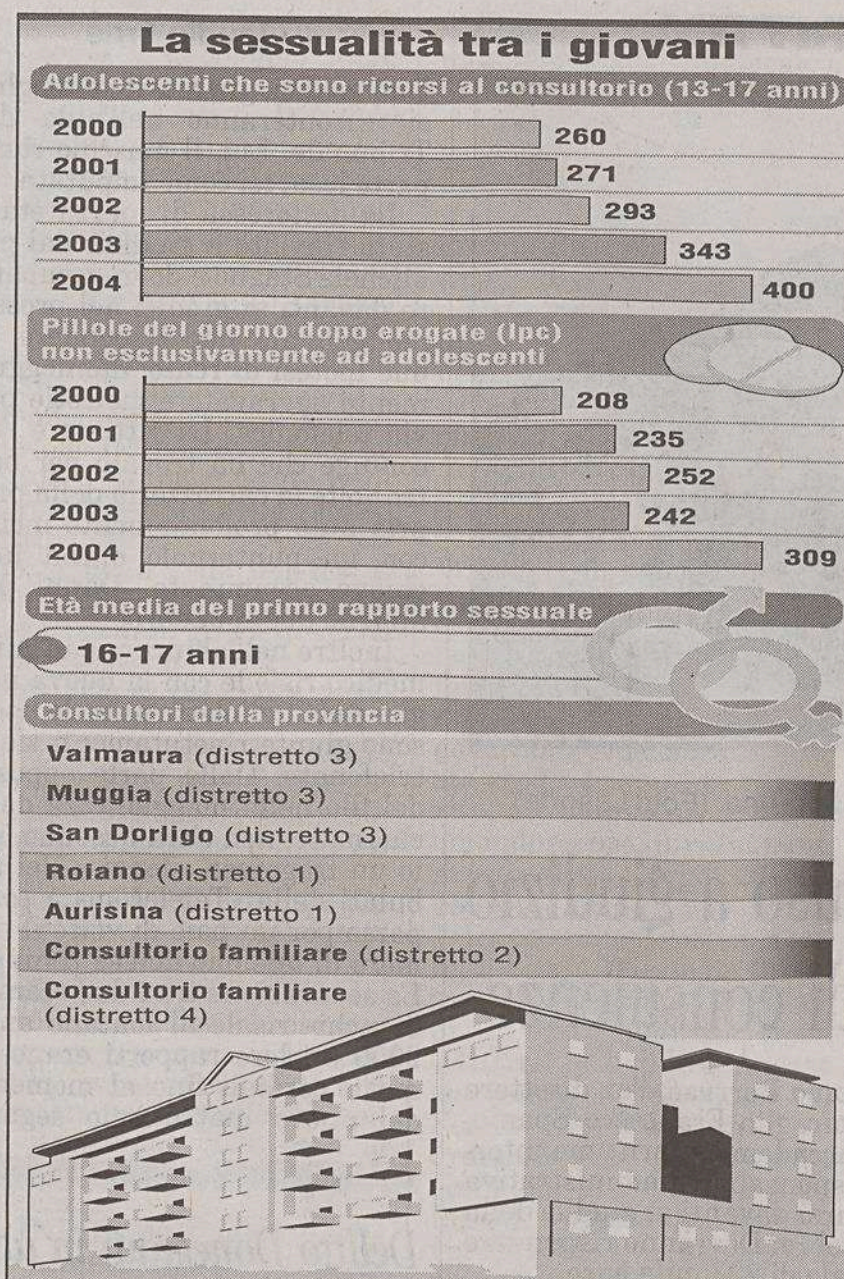 La sessualità tra i giovani
Adolescenti che sono ricorsi al consultorio (13-17 anni)
2000 260
2001 271
2002 293
2003 343
2004 400
Pillole del giorno dopo erogate (Ipc)
non esclusivamente ad adolescenti
2000 208
2001 235
2002 252
2003 242
2004 309
Età media del primo rapporto sessuale
16-17 anni
Consultori della provincia
Valmaura (distretto 3)
Muggia (distretto 3)
San Dorligo (distretto 3)
Roiano (distretto 1)
Aurisina (distretto 1)
Consultorio familiare (distretto 2)
Consultorio familiare
(distretto 4)